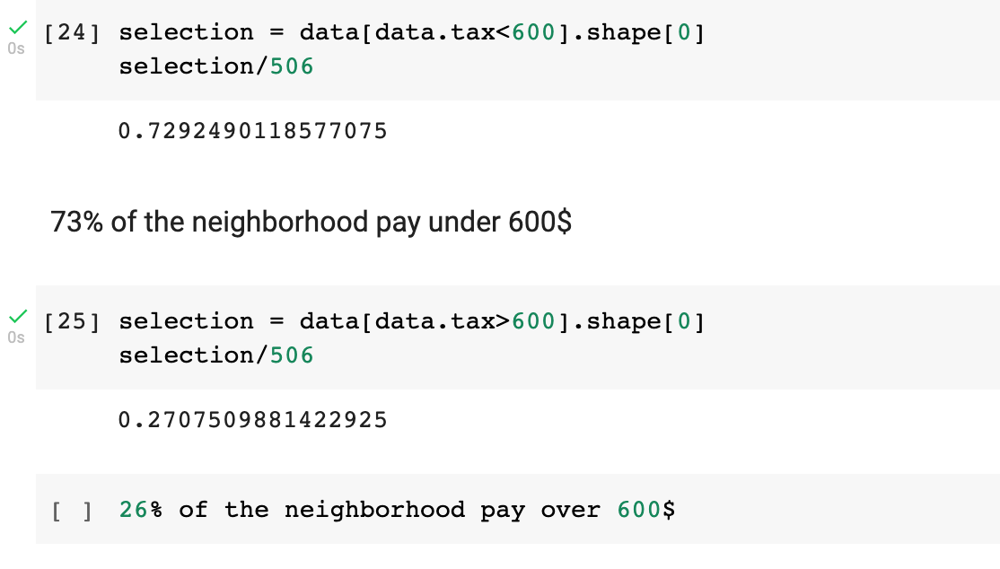 [24] selection = data[data.tax<600].shape[0]
0s
selection/506
0.7292490118577075
73% of the neighborhood pay under 600$
[25] selection = data[data.tax>600].shape[0]
0s
selection/506
0.2707509881422925
[ ] 26% of the neighborhood pay over 600$